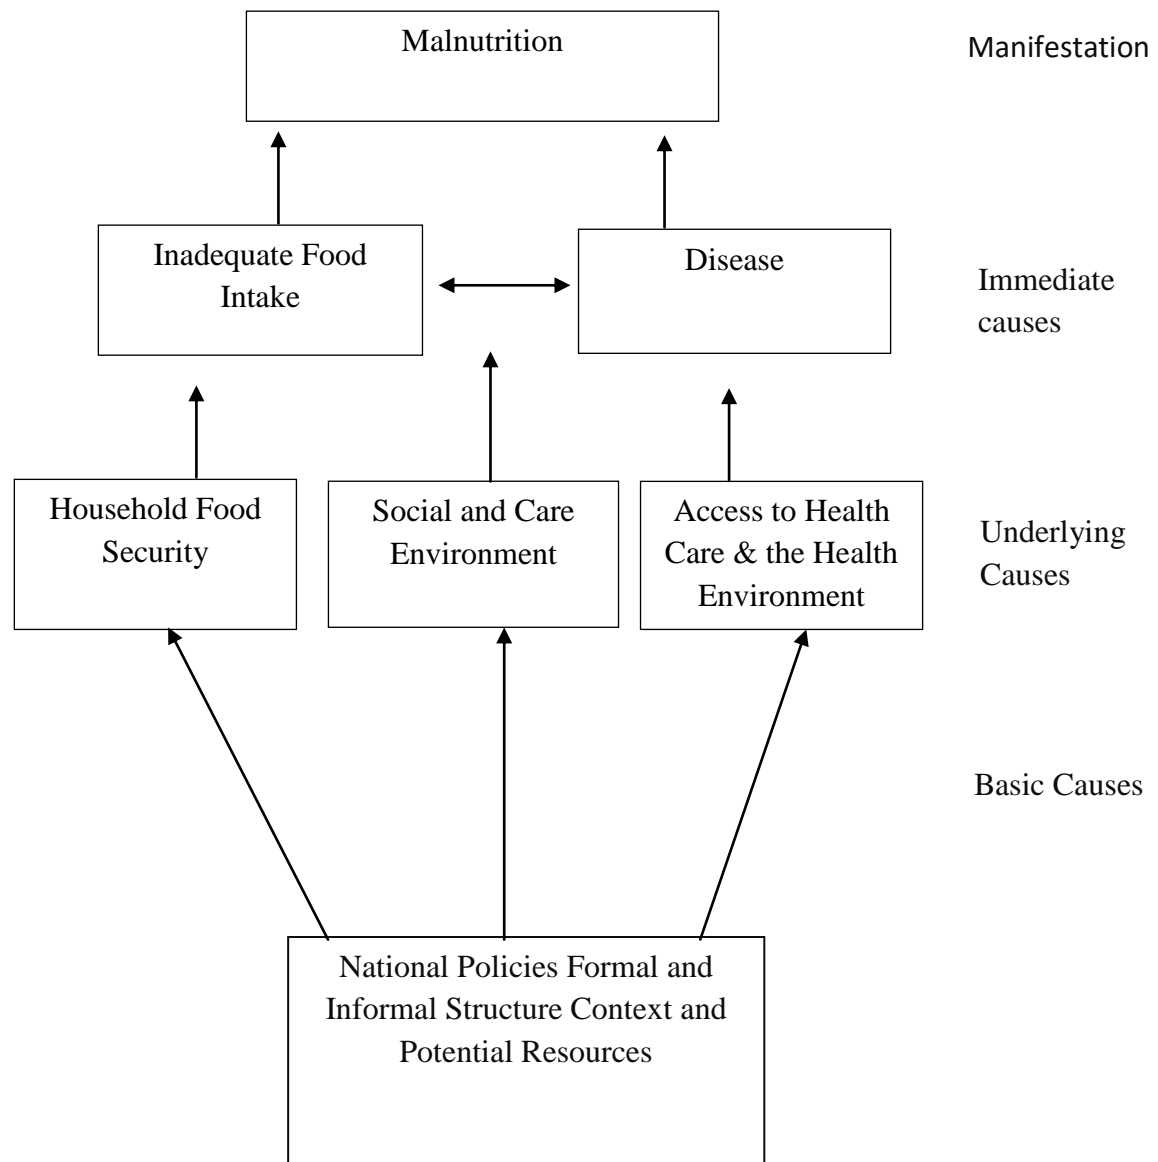 Malnutrition
Manifestation
Inadequate Food
Intake
Disease
Immediate
causes
Household Food
Security
Social and Care
Environment
Access to Health
Care & the Health
Environment
Underlying
Causes
Basic Causes
National Policies Formal and
Informal Structure Context and
Potential Resources